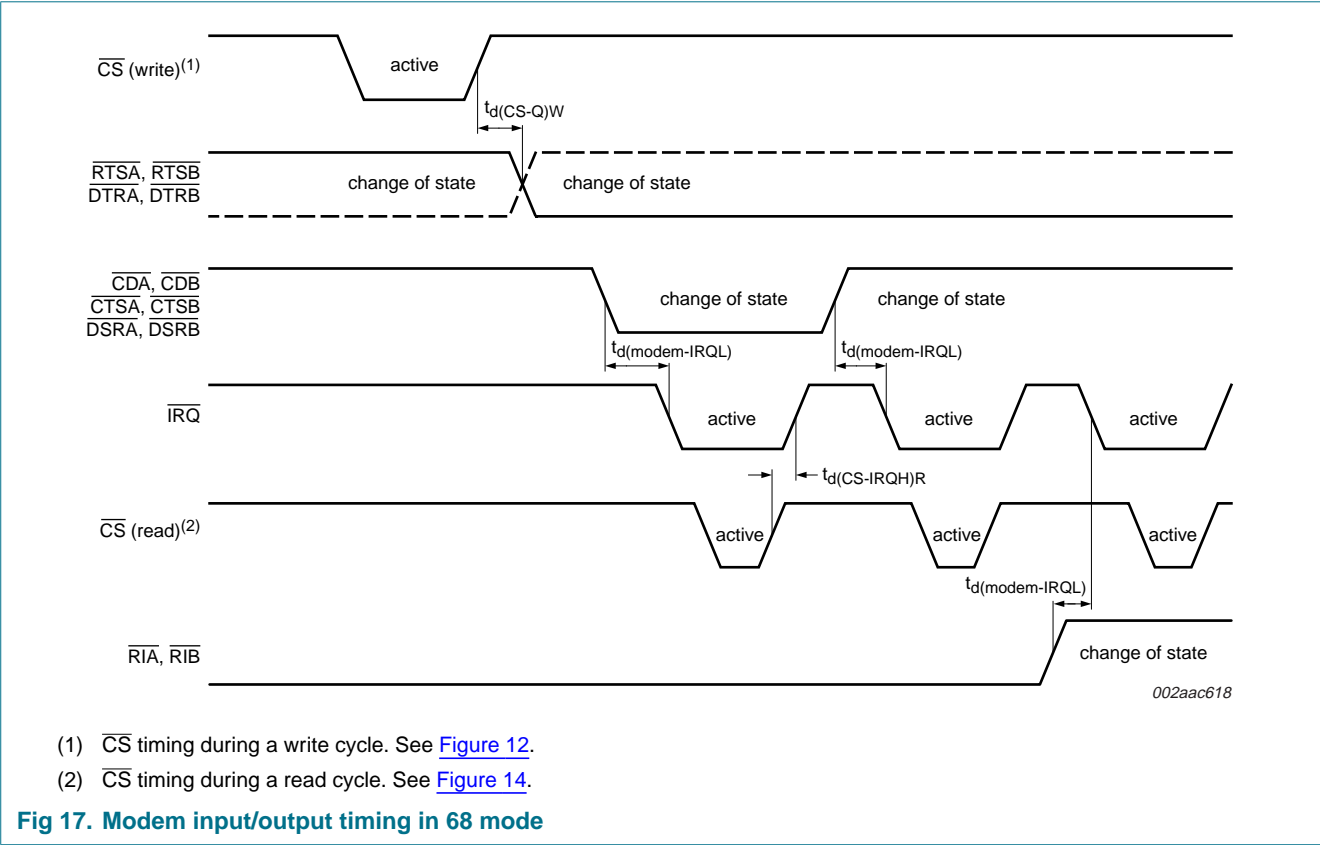 CS (write)(1)
active
td(CS-Q)W
RTSA, RTSB
DTRA, DTRB
change of state
change of state
CDA, CDB
CTSA, CTSB
DSRA, DSRB
change of state
change of state
td(modem-IRQL)
td(modem-IRQL)
IRQ
active
active
active
td(CS-IRQH)R
CS (read)(2)
active
active
active
td(modem-IRQL)
RIA, RIB
change of state
002aac618
(1) CS timing during a write cycle. See Figure 12.
(2) CS timing during a read cycle. See Figure 14.
Fig 17. Modem input/output timing in 68 mode